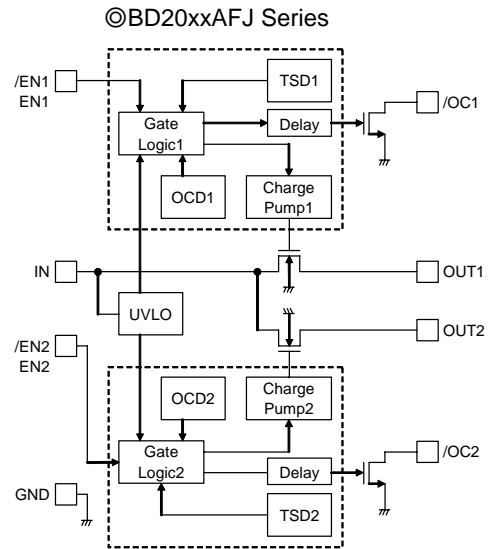 ◎BD20xxAFJ Series
/EN1
EN1
TSD1
/OC1
Gate
Logic1
Delay
OCD1
Charge
Pump1
IN
OUT1
UVLO
OUT2
/EN2
EN2
OCD2
Charge
Pump2
Gate
Logic2
Delay
/OC2
GND
TSD2